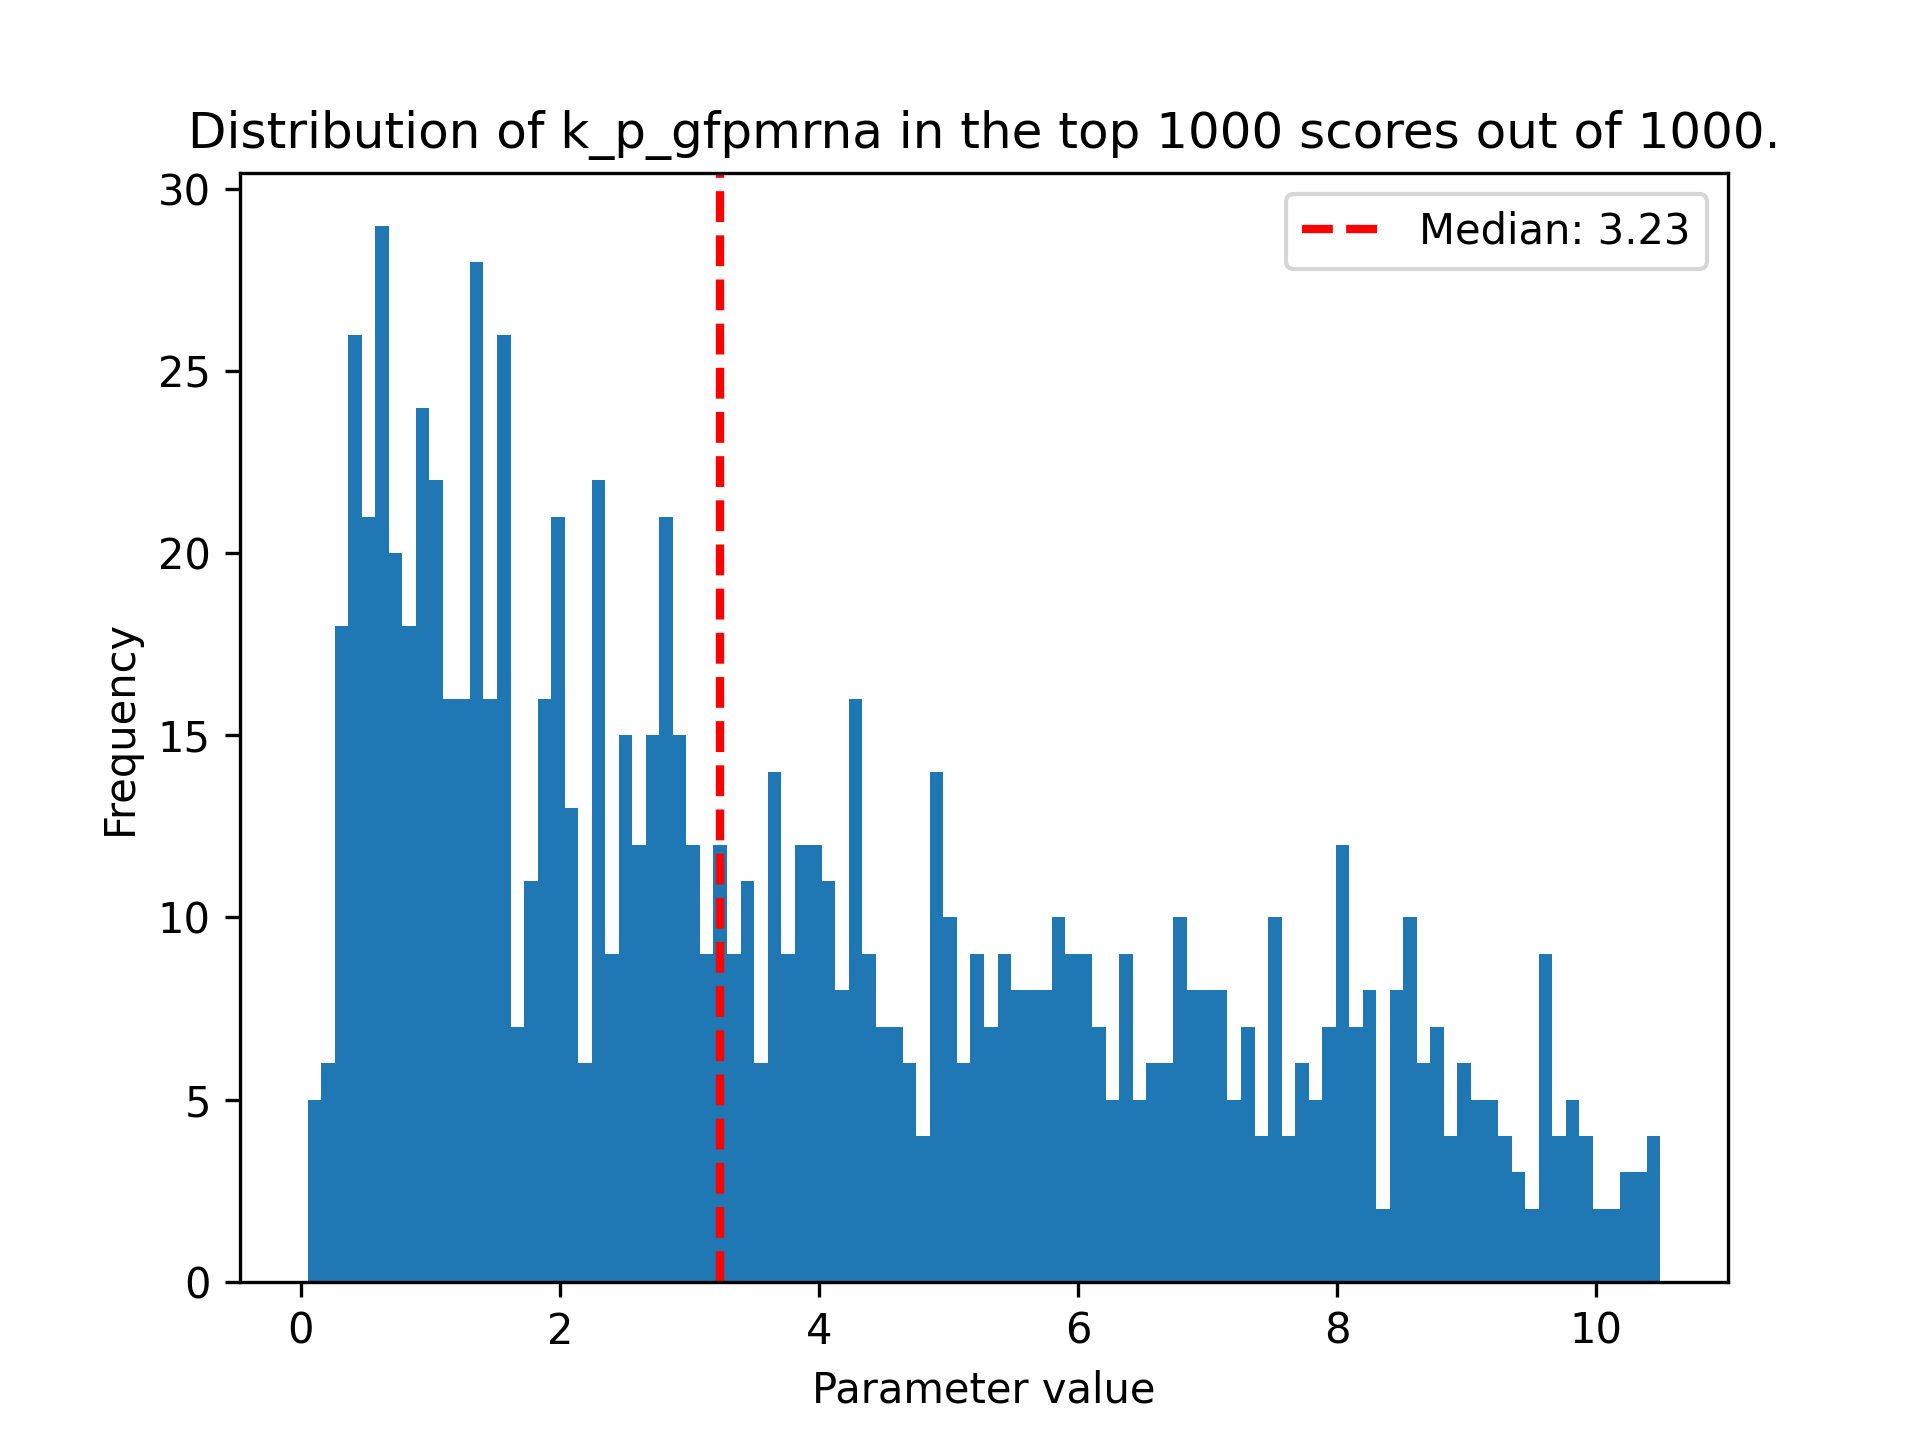 Distribution of k_p_gfpmrna in the top 1000 scores out of 1000.
Median: 3.23
30
25
20
15
10
5
0
Frequency
0 2 4 6 8 10
Parameter value